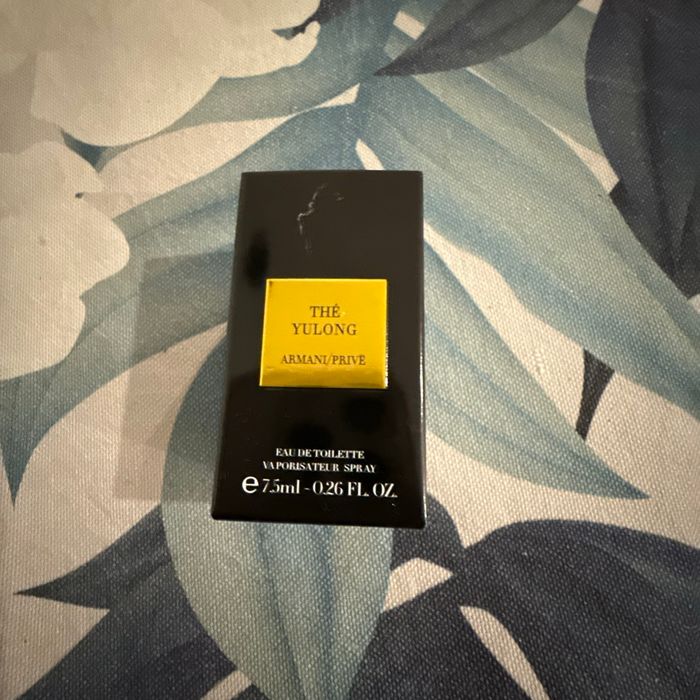 THÉ
YULONG
ARMANI/PRIVÉ
EAU DE TOILETTE
VAPORISATEUR SPRAY
e 7.5ml - 0.26 FL. OZ.